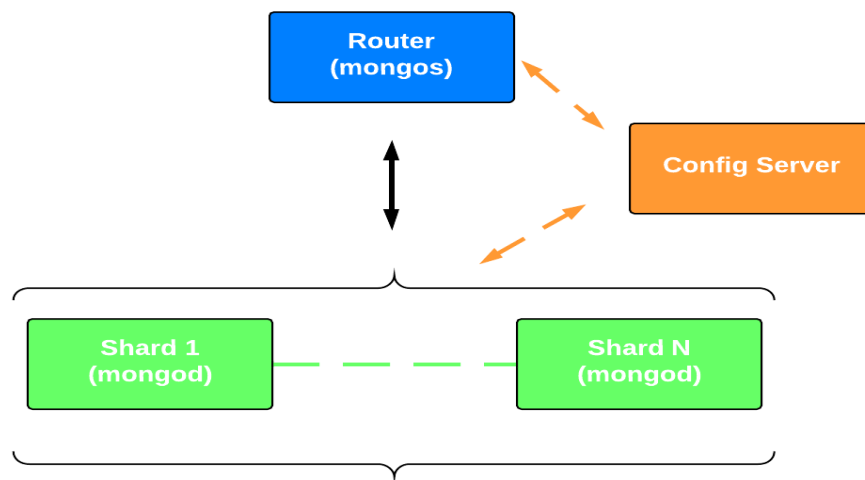 Router
(mongos)
Config Server
Shard 1
(mongod)
Shard N
(mongod)